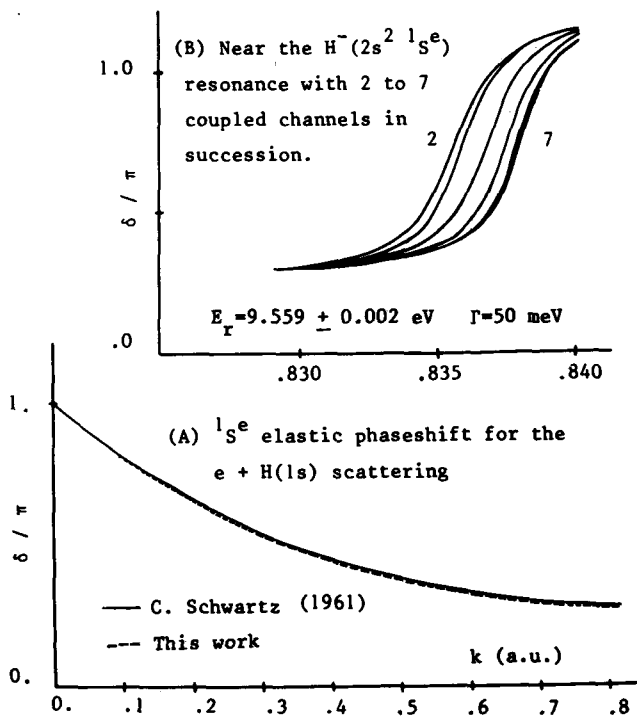 (B) Near the H⁻(2s² ¹Sᵉ)
resonance with 2 to 7
coupled channels in
succession.
1.0
2
7
δ / π
E_r=9.559 ± 0.002 eV Γ=50 meV
.0
.830
.835
.840
1.
(A) ¹Sᵉ elastic phaseshift for the
e + H(1s) scattering
δ / π
— C. Schwartz (1961)
--- This work
k (a.u.)
0.
0.
.1
.2
.3
.4
.5
.6
.7
.8